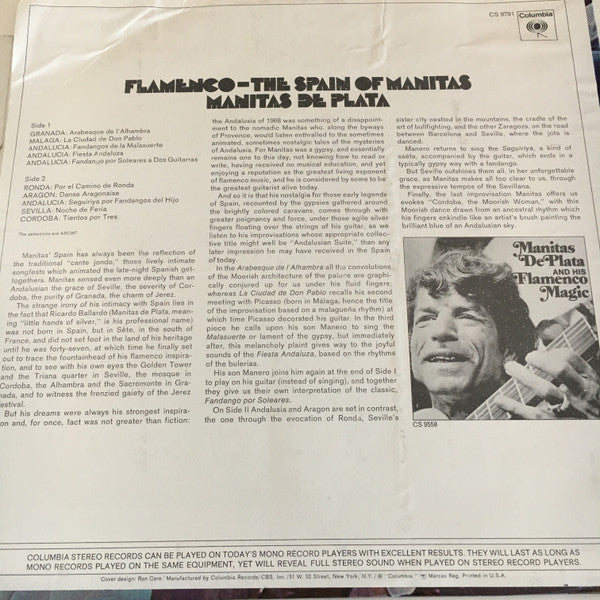 CS 9791
Columbia
FLAMENCO—THE SPAIN OF MANITAS
MANITAS DE PLATA
Side 1
GRANADA: Arabesque de l'Alhambra
MALAGA: La Ciudad de Don Pablo
ANDALUCIA: Fandangos de la Malasuerte
ANDALUCIA: Fiesta Andaluza
ANDALUCIA: Fandango por Soleares a Dos Guitarras
Side 2
RONDA: Por el Camino de Ronda
ARAGON: Danse Aragonaise
ANDALUCIA: Seguiriya por Fandangos del Hijo
SEVILLA: Noche de Feria
CORDOBA: Tientos por Tres
The selections are ASCAP.
Manitas' Spain has always been the reflection of
the traditional "cante jondo," those lively intimate
songfests which animated the late-night Spanish get-
togethers. Manitas sensed even more deeply than an
Andalusian the grace of Seville, the severity of Cor-
doba, the purity of Granada, the charm of Jerez.
The strange irony of his intimacy with Spain lies in
the fact that Ricardo Ballardo (Manitas de Plata, mean-
ing "little hands of silver," is his professional name)
was not born in Spain, but in Sète, in the south of
France, and did not set foot in the land of his heritage
until he was forty-seven, at which time he finally set
out to trace the fountainhead of his flamenco inspira-
tion, and to see with his own eyes the Golden Tower
and the Triana quarter in Seville, the mosque in
Cordoba, the Alhambra and the Sacromonte in Gra-
nada, and to witness the frenzied gaiety of the Jerez
festival.
But his dreams were always his strongest inspira-
tion and, for once, fact was not greater than fiction:
the Andalusia of 1968 was something of a disappoint-
ment to the nomadic Manitas who, along the byways
of Provence, would listen enthralled to the sometimes
animated, sometimes nostalgic tales of the mysteries
of Andalusia. For Manitas was a gypsy, and essentially
remains one to this day, not knowing how to read or
write, having received no musical education, and yet
enjoying a reputation as the greatest living exponent
of flamenco music, and he is considered by some to be
the greatest guitarist alive today.
And so it is that his nostalgia for those early legends
of Spain, recounted by the gypsies gathered around
the brightly colored caravans, comes through with
greater poignancy and force, under those agile silver
fingers floating over the strings of his guitar, as we
listen to his improvisations whose appropriate collec-
tive title might well be "Andalusian Suite," than any
later impression he may have received in the Spain
of today.
In the Arabesque de l'Alhambra all the convolutions
of the Moorish architecture of the palace are graphi-
cally conjured up for us under his fluid fingers;
whereas La Ciudad de Don Pablo recalls his second
meeting with Picasso (born in Málaga, hence the title
of the improvisation based on a malagueña rhythm) at
which time Picasso decorated his guitar. In the third
piece he calls upon his son Manero to sing the
Malasuerte or lament of the gypsy, but immediately
after, this melancholy plaint gives way to the joyful
sounds of the Fiesta Andaluza, based on the rhythms
of the bulerias.
His son Manero joins him again at the end of Side I
to play on his guitar (instead of singing), and together
they give us their own interpretation of the classic,
Fandango por Soleares.
On Side II Andalusia and Aragon are set in contrast,
the one through the evocation of Ronda, Seville's
sister city nestled in the mountains, the cradle of the
art of bullfighting, and the other Zaragoza, on the road
between Barcelona and Seville, where the jota is
danced.
Manero returns to sing the Seguiriya, a kind of
saëta, accompanied by the guitar, which ends in a
typically gypsy way with a fandango.
But Seville outshines them all, in her unforgettable
grace, as Manitas makes all too clear to us, through
the expressive tempos of the Sevillana.
Finally, the last improvisation Manitas offers us
evokes "Cordoba, the Moorish Woman," with this
Moorish dance drawn from an ancestral rhythm which
his fingers enkindle like an artist's brush painting the
brilliant blue of an Andalusian sky.
Manitas
De Plata
AND HIS
Flamenco
Magic
CS 9558
COLUMBIA STEREO RECORDS CAN BE PLAYED ON TODAY'S MONO RECORD PLAYERS WITH EXCELLENT RESULTS. THEY WILL LAST AS LONG AS
MONO RECORDS PLAYED ON THE SAME EQUIPMENT, YET WILL REVEAL FULL STEREO SOUND WHEN PLAYED ON STEREO RECORD PLAYERS.
Cover design: Ron Coro / Manufactured by Columbia Records/CBS, Inc./51 W. 52 Street, New York, N.Y./® "Columbia," Marcas Reg. Printed in U.S.A.